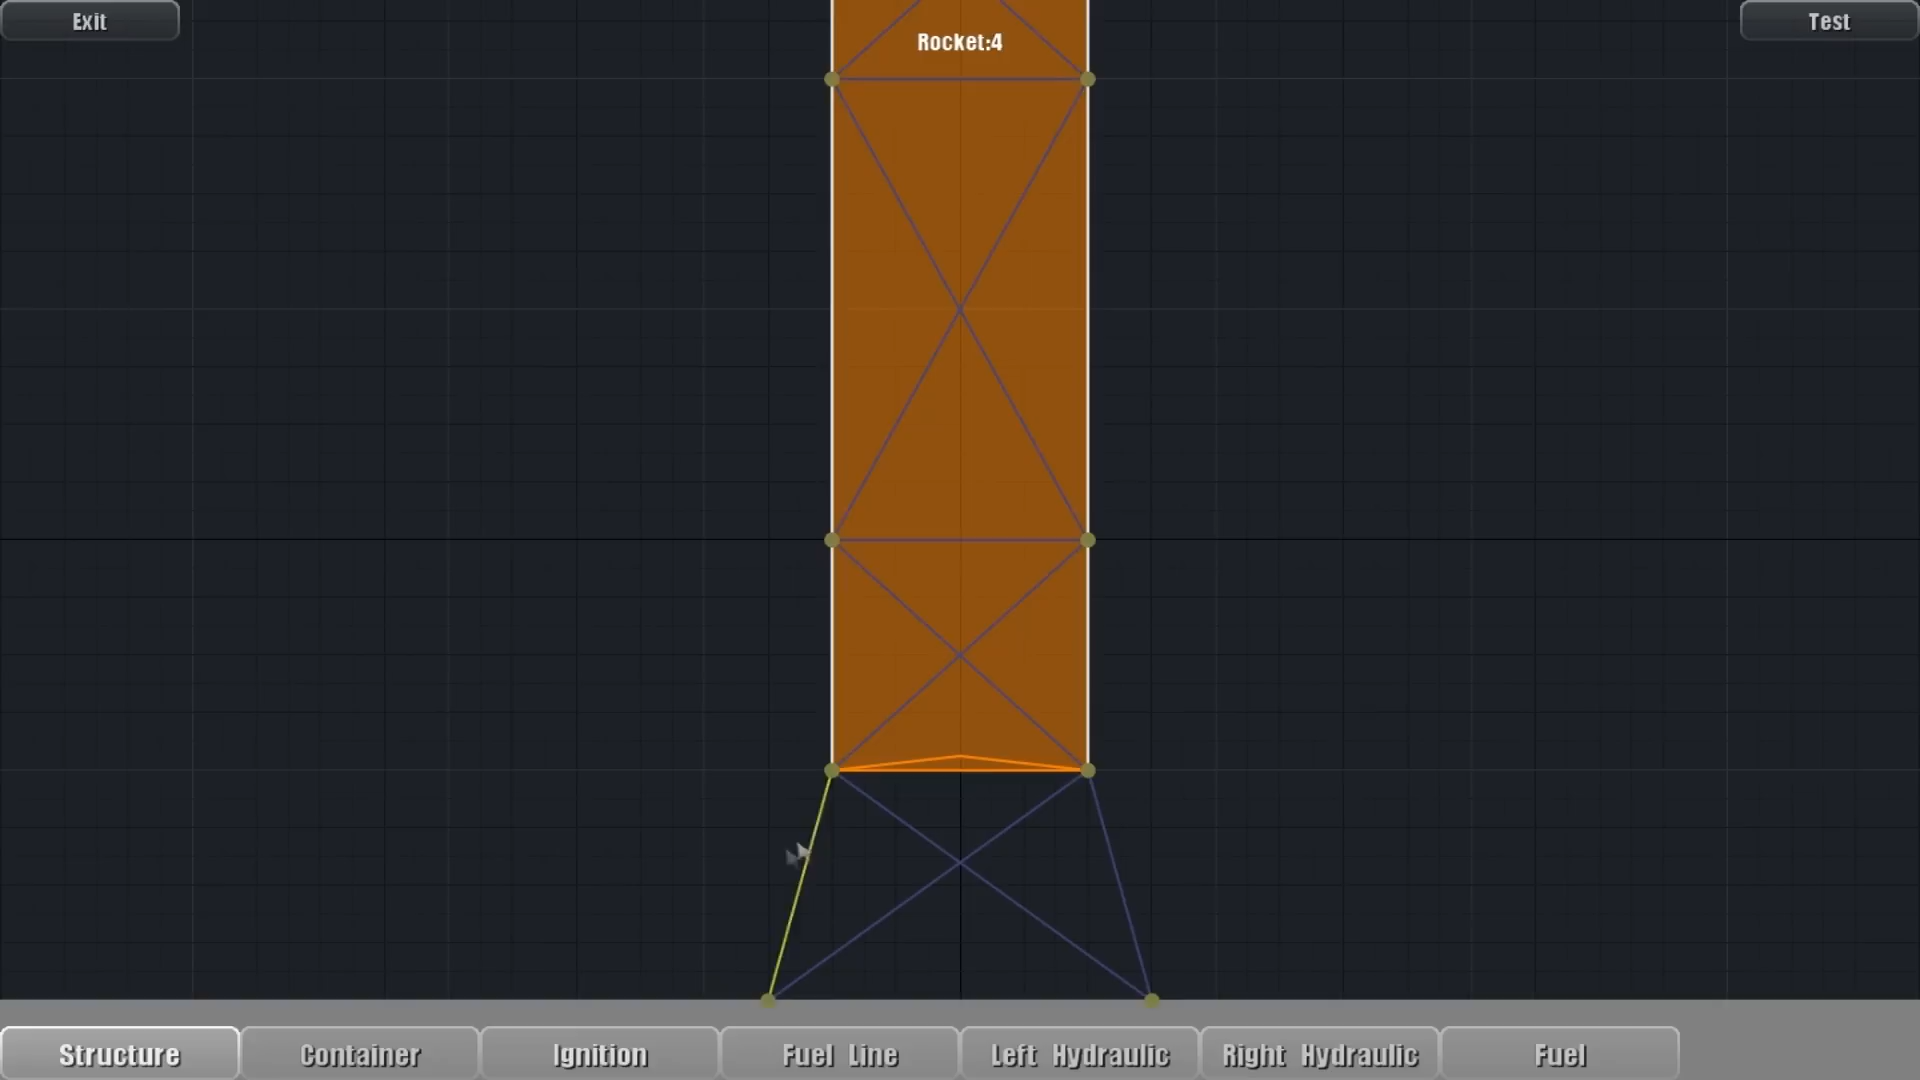 Exit
Test
Rocket:4
Structure
Container
Ignition
Fuel Line
Left Hydraulic
Right Hydraulic
Fuel